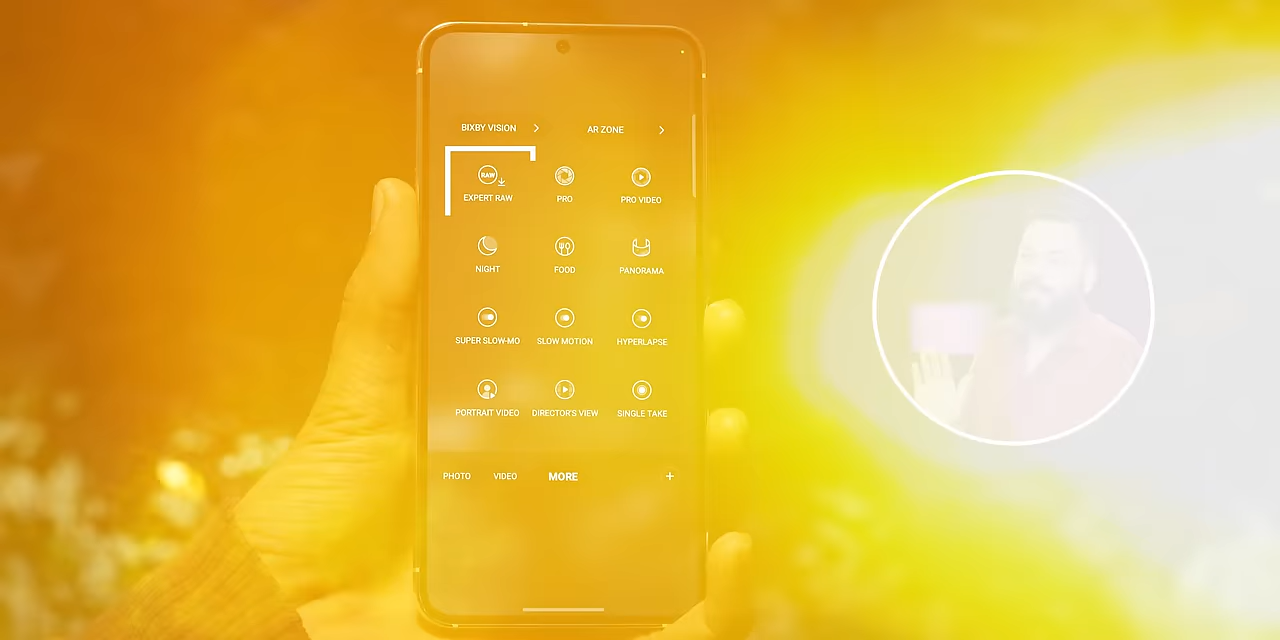 BIXBY VISION
AR ZONE
RAW
EXPERT RAW
PRO
PRO VIDEO
NIGHT
FOOD
PANORAMA
SUPER SLOW-MO
SLOW MOTION
HYPERLAPSE
PORTRAIT VIDEO
DIRECTOR'S VIEW
SINGLE TAKE
PHOTO
VIDEO
MORE
+